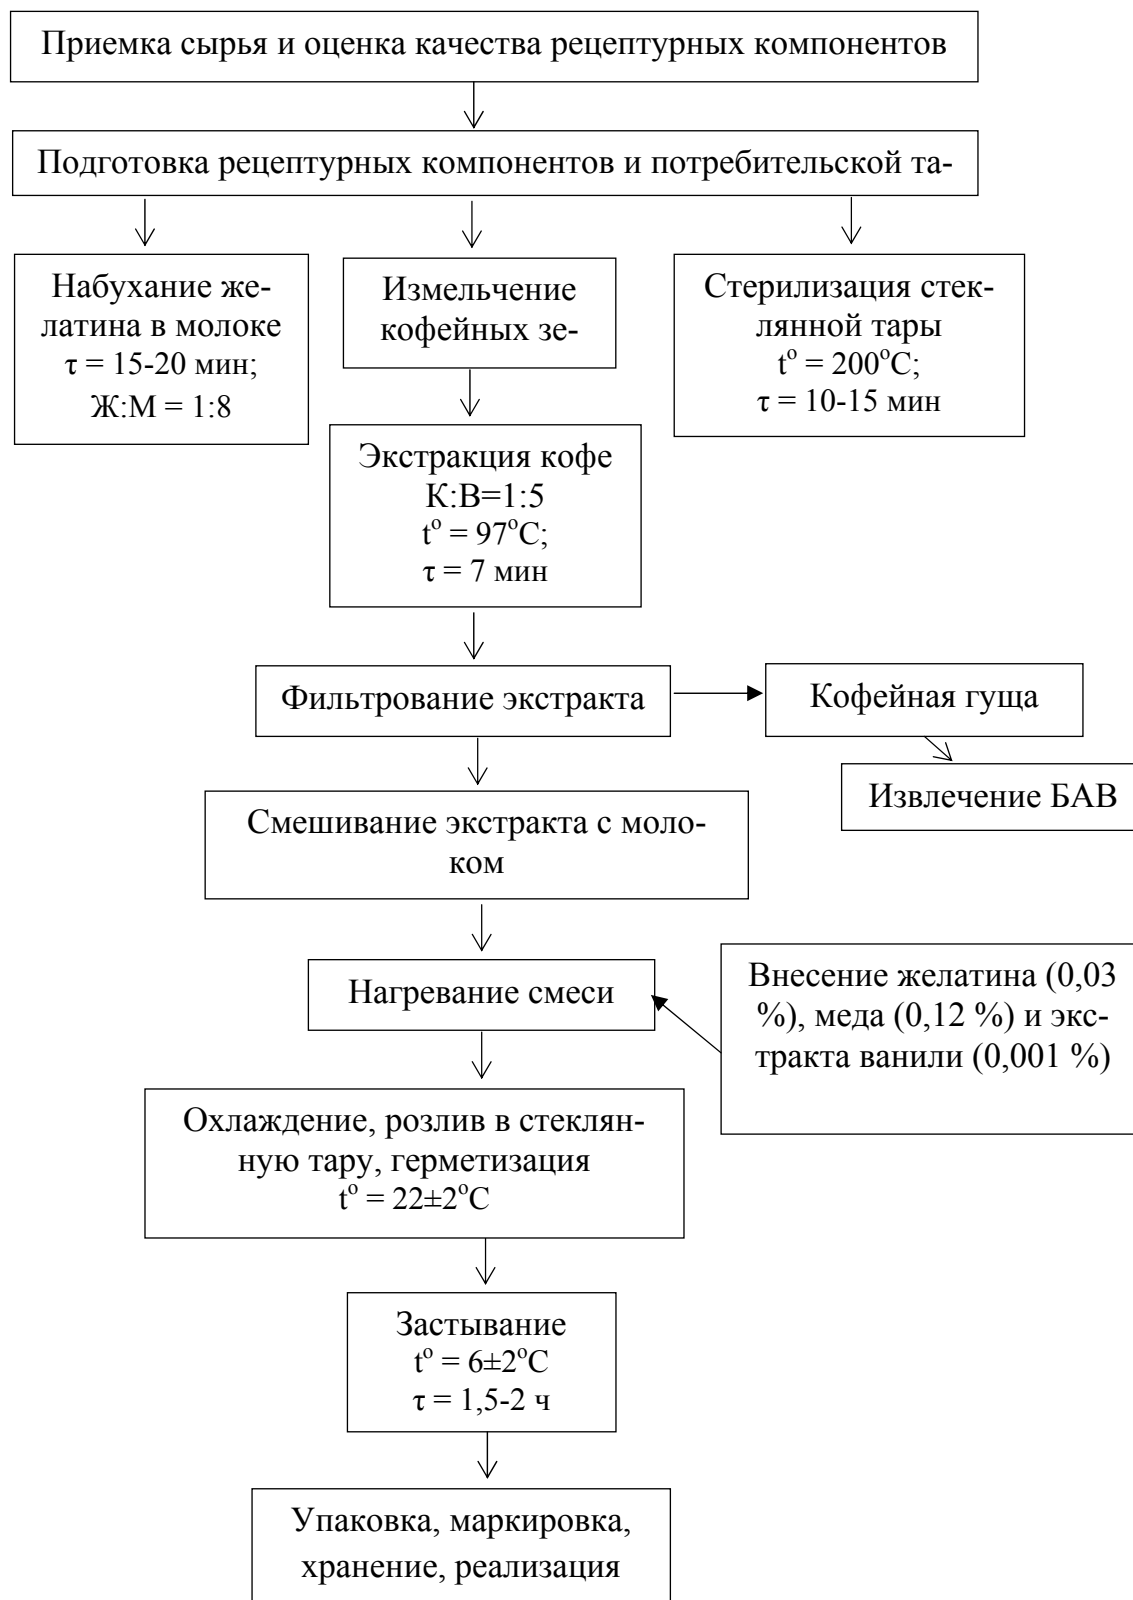 Приемка сырья и оценка качества рецептурных компонентов
Подготовка рецептурных компонентов и потребительской та-
Набухание же-
латина в молоке
τ = 15-20 мин;
Ж:М = 1:8
Измельчение
кофейных зе-
Стерилизация стек-
лянной тары
tº = 200ºС;
τ = 10-15 мин
Экстракция кофе
К:В=1:5
tº = 97ºС;
τ = 7 мин
Фильтрование экстракта
Кофейная гуща
Извлечение БАВ
Смешивание экстракта с моло-
ком
Нагревание смеси
Внесение желатина (0,03
%), меда (0,12 %) и экс-
тракта ванили (0,001 %)
Охлаждение, розлив в стеклян-
ную тару, герметизация
tº = 22±2ºС
Застывание
tº = 6±2ºС
τ = 1,5-2 ч
Упаковка, маркировка,
хранение, реализация